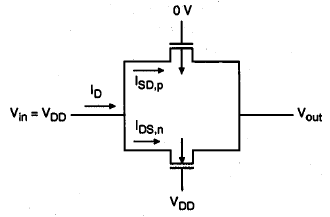 0 V
I_D
I_SD,p
V_in = V_DD
V_out
I_DS,n
V_DD